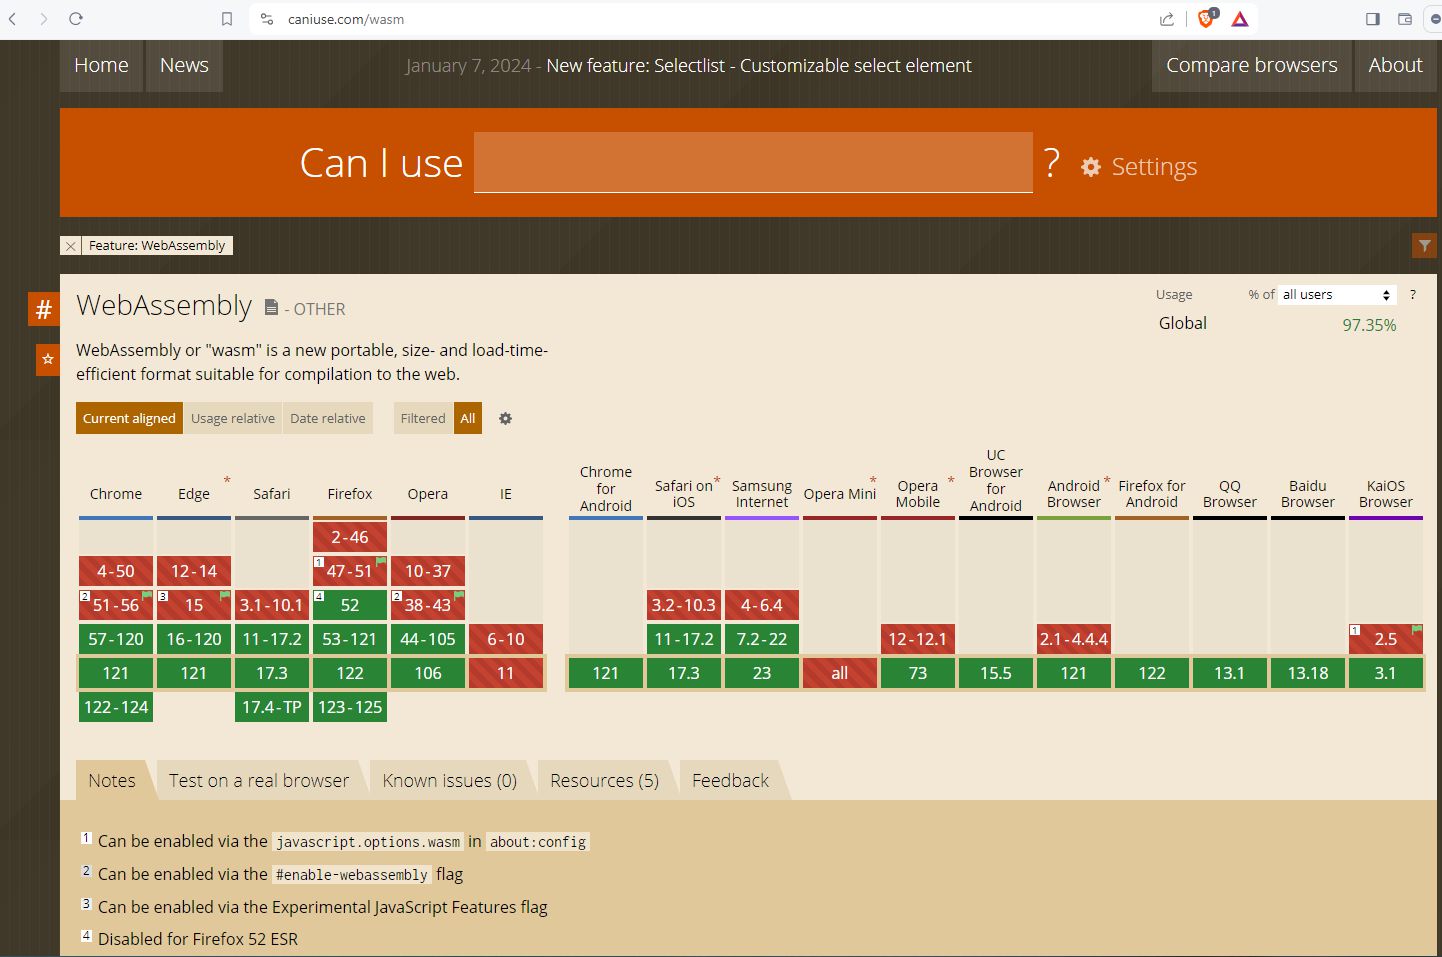 caniuse.com/wasm
1
Home
News
January 7, 2024 - New feature: Selectlist - Customizable select element
Compare browsers
About
Can I use
?
Settings
Feature: WebAssembly
#
WebAssembly - OTHER
Usage
% of all users
?
Global
97.35%
WebAssembly or "wasm" is a new portable, size- and load-time-
efficient format suitable for compilation to the web.
Current aligned
Usage relative
Date relative
Filtered
All
Chrome
Edge *
Safari
Firefox
Opera
IE
Chrome
for
Android
Safari on *
iOS
Samsung
Internet
Opera Mini *
Opera *
Mobile
UC
Browser
for
Android
Android *
Browser
Firefox for
Android
QQ
Browser
Baidu
Browser
KaiOS
Browser
2-46
4-50 12-14 1 47-51 10-37
2 51-56 3 15 3.1-10.1 4 52 2 38-43 3.2-10.3 4-6.4
57-120 16-120 11-17.2 53-121 44-105 6-10 11-17.2 7.2-22 12-12.1 2.1-4.4.4 1 2.5
121 121 17.3 122 106 11 121 17.3 23 all 73 15.5 121 122 13.1 13.18 3.1
122-124 17.4-TP 123-125
Notes
Test on a real browser
Known issues (0)
Resources (5)
Feedback
1 Can be enabled via the javascript.options.wasm in about:config
2 Can be enabled via the #enable-webassembly flag
3 Can be enabled via the Experimental JavaScript Features flag
4 Disabled for Firefox 52 ESR